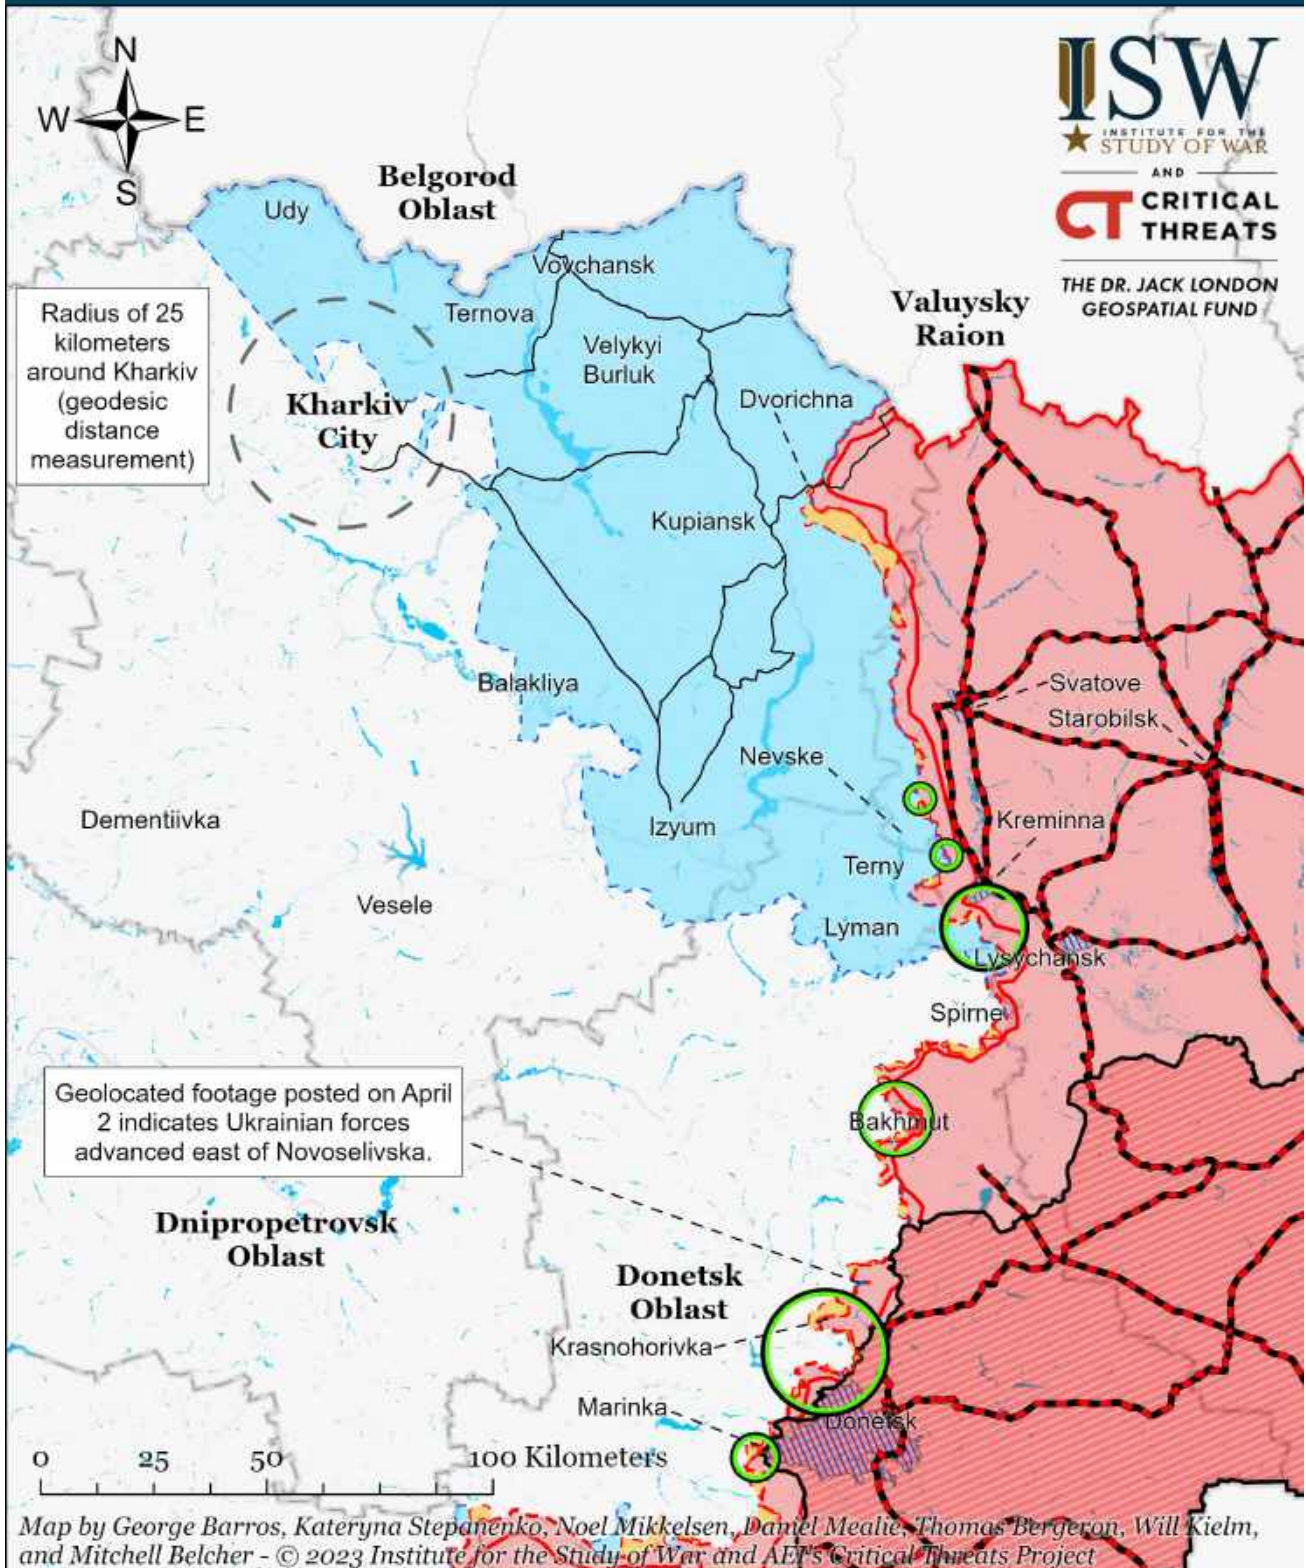 N
W E
S
ISW
INSTITUTE FOR THE
STUDY OF WAR
AND
CT CRITICAL
THREATS
THE DR. JACK LONDON
GEOSPATIAL FUND
Belgorod
Oblast
Udy
Vovchansk
Ternova
Radius of 25
kilometers
around Kharkiv
(geodesic
distance
measurement)
Valuysky
Raion
Velykyi
Burluk
Kharkiv
City
Dvorichna
Kupiansk
Balakliya
Svatove
Starobilsk
Nevske
Dementiivka
Izyum
Kreminna
Terny
Vesele
Lyman
Lysychansk
Spirne
Geolocated footage posted on April
2 indicates Ukrainian forces
advanced east of Novoselivska.
Bakhmut
Dnipropetrovsk
Oblast
Donetsk
Oblast
Krasnohorivka
Marinka
Donetsk
0 25 50 100 Kilometers
Map by George Barros, Kateryna Stepanenko, Noel Mikkelsen, Daniel Mealie, Thomas Bergeron, Will Kielm,
and Mitchell Belcher - © 2023 Institute for the Study of War and AEI's Critical Threats Project